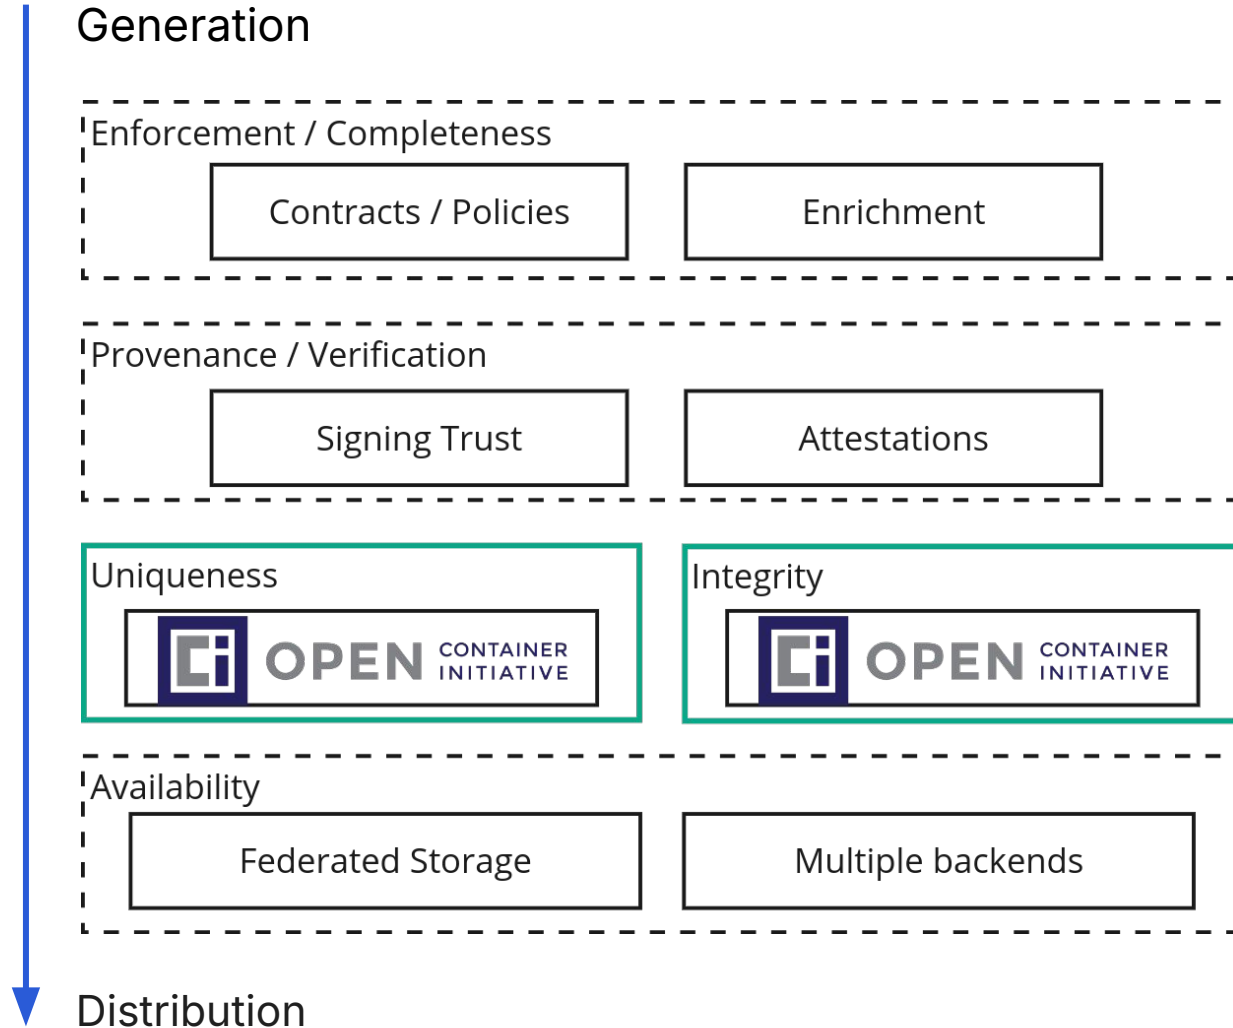 Generation
Enforcement / Completeness
Contracts / Policies
Enrichment
Provenance / Verification
Signing Trust
Attestations
Uniqueness
OPEN CONTAINER
INITIATIVE
Integrity
OPEN CONTAINER
INITIATIVE
Availability
Federated Storage
Multiple backends
Distribution